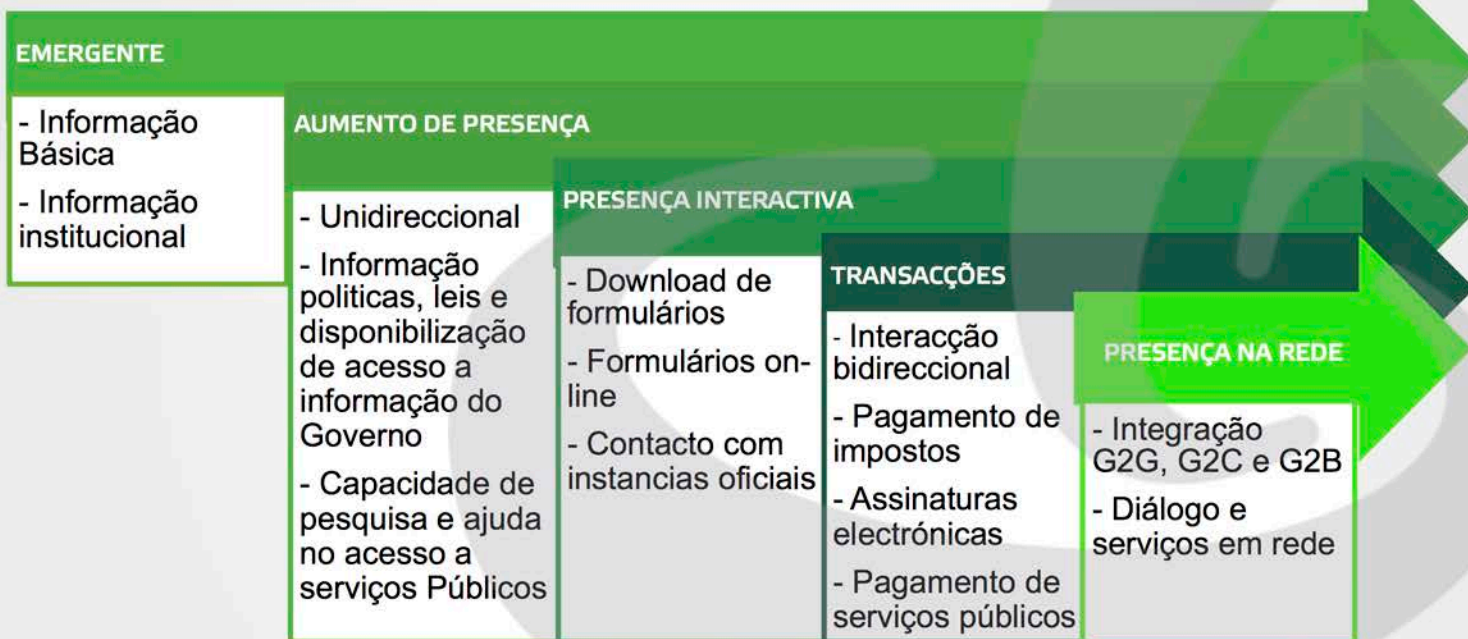 EMERGENTE
- Informação
Básica
- Informação
institucional
AUMENTO DE PRESENÇA
- Unidireccional
- Informação
politicas, leis e
disponibilização
de acesso a
informação do
Governo
- Capacidade de
pesquisa e ajuda
no acesso a
serviços Públicos
PRESENÇA INTERACTIVA
- Download de
formulários
- Formulários on-
line
- Contacto com
instancias oficiais
TRANSACÇÕES
- Interacção
bidireccional
- Pagamento de
impostos
- Assinaturas
electrónicas
- Pagamento de
serviços públicos
PRESENÇA NA REDE
- Integração
G2G, G2C e G2B
- Diálogo e
serviços em rede